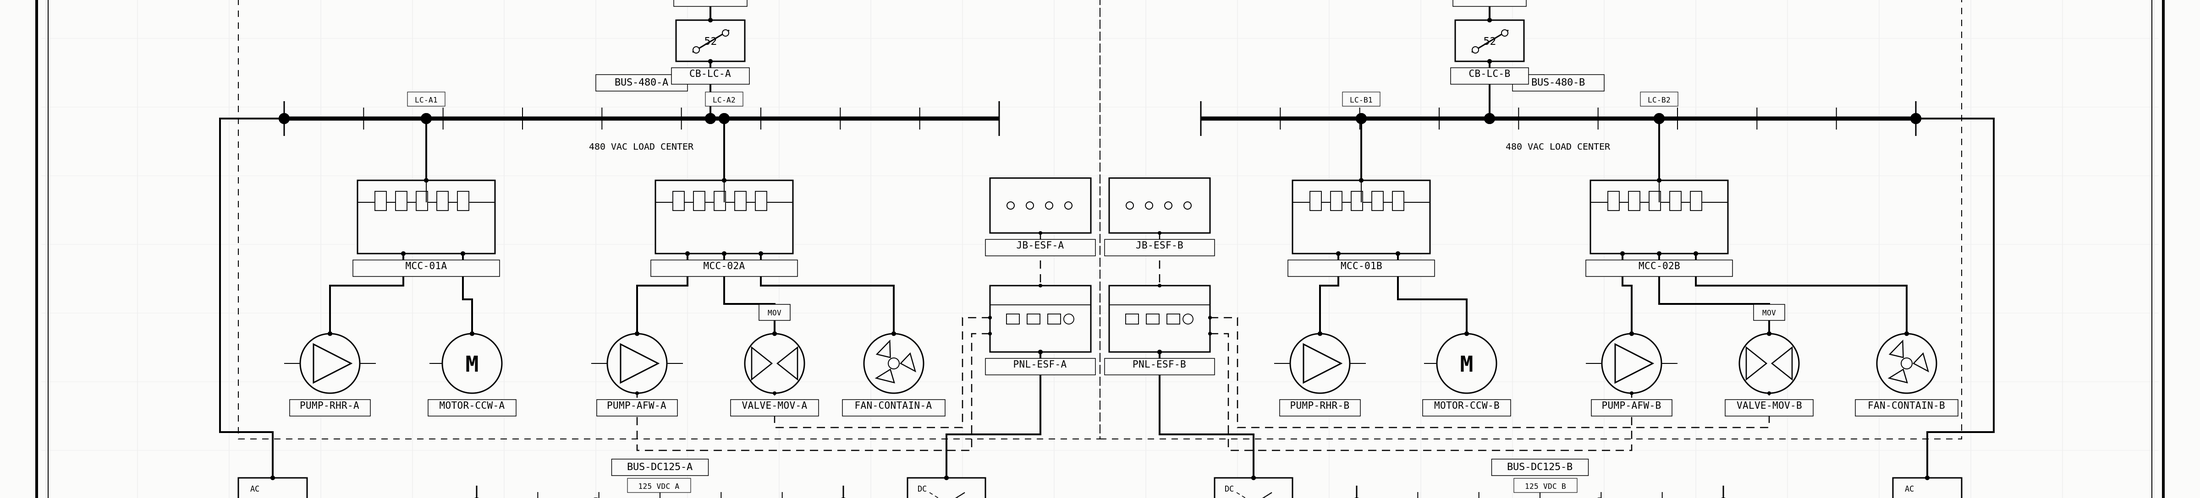 52
52
CB-LC-A
CB-LC-B
BUS-480-A
BUS-480-B
LC-A1
LC-A2
LC-B1
LC-B2
480 VAC LOAD CENTER
480 VAC LOAD CENTER
JB-ESF-A
JB-ESF-B
MCC-01A
MCC-02A
MCC-01B
MCC-02B
MOV
MOV
M
M
PNL-ESF-A
PNL-ESF-B
PUMP-RHR-A
MOTOR-CCW-A
PUMP-AFW-A
VALVE-MOV-A
FAN-CONTAIN-A
PUMP-RHR-B
MOTOR-CCW-B
PUMP-AFW-B
VALVE-MOV-B
FAN-CONTAIN-B
BUS-DC125-A
BUS-DC125-B
AC
125 VDC A
DC
DC
125 VDC B
AC